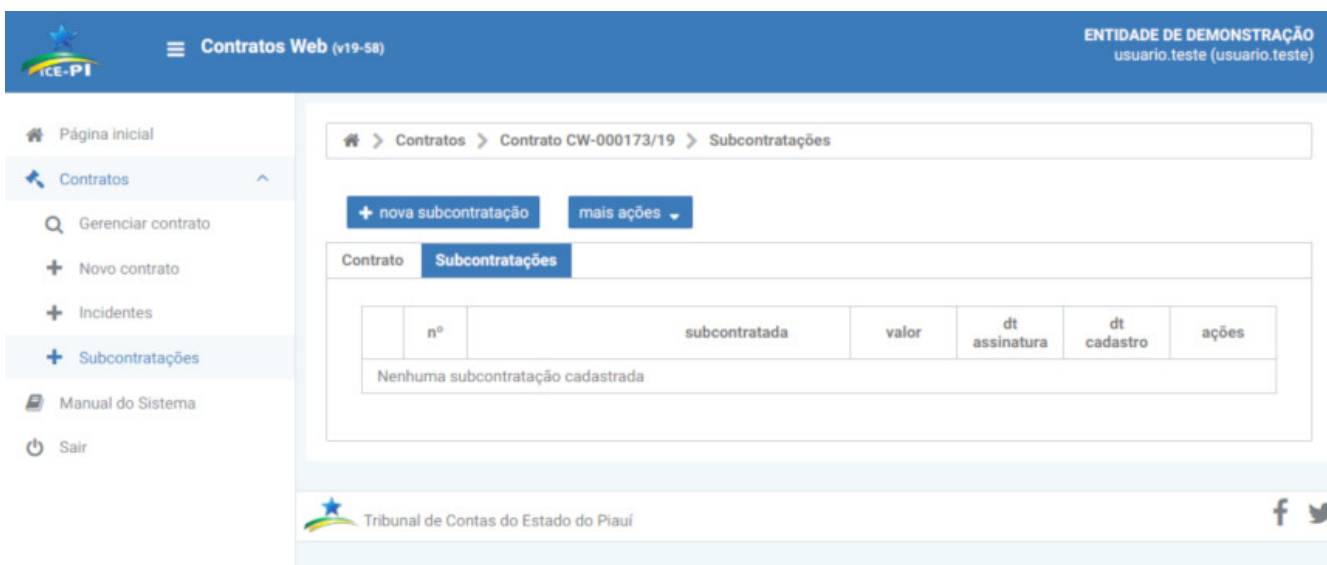 ENTIDADE DE DEMONSTRAÇÃO
Contratos Web (v19-58)
usuario.teste (usuario.teste)
TCE-PI
Página inicial
Contratos > Contrato CW-000173/19 > Subcontratações
Contratos
Gerenciar contrato
+ nova subcontratação
mais ações
Novo contrato
Contrato
Subcontratações
Incidentes
nº
subcontratada
valor
dt assinatura
dt cadastro
ações
Subcontratações
Nenhuma subcontratação cadastrada
Manual do Sistema
Sair
Tribunal de Contas do Estado do Piauí